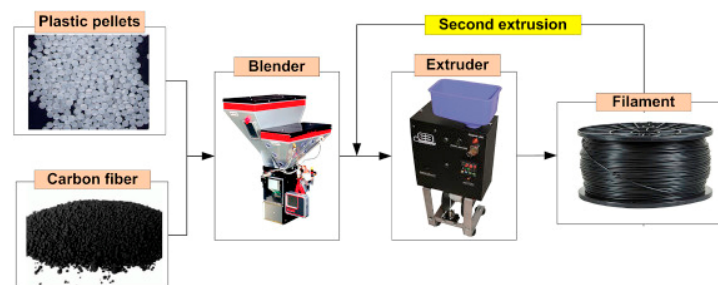 Plastic pellets
Second extrusion
Blender
Extruder
Filament
Carbon fiber